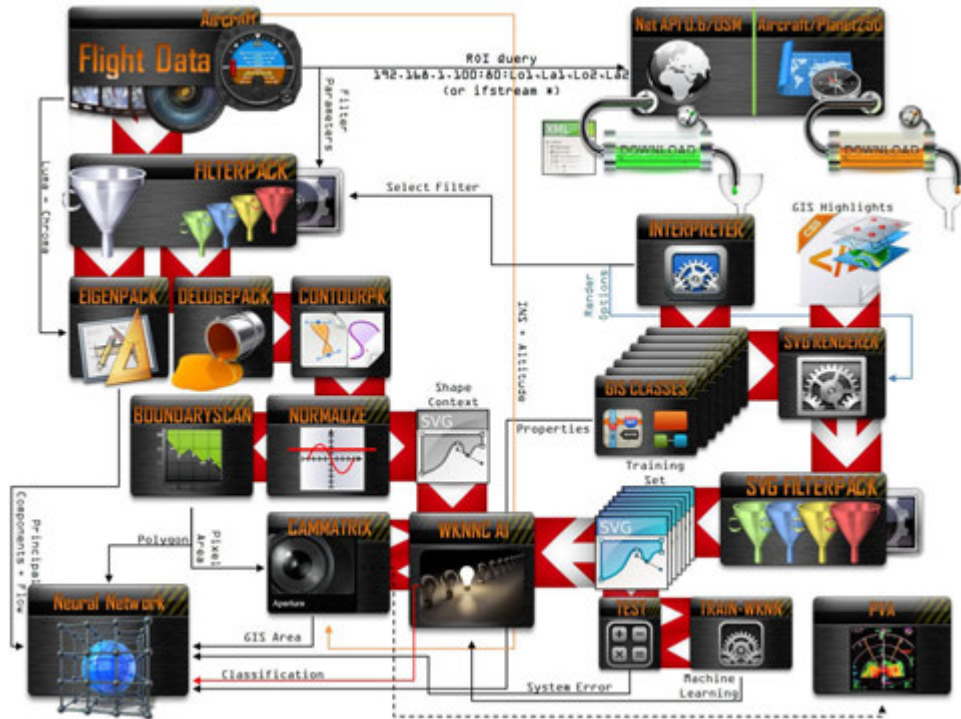 Aircraft
Flight Data
ROI Query
192.168.1.100:80:Lo1,La1,Lo2,La2
(or ifstream *)
Net API 0.6/OSM
Aircraft/Planet250
XML
DOWNLOAD
DOWNLOAD
Filter
Parameters
Luma + Chroma
FILTERPACK
Select Filter
INTERPRETER
GIS Highlights
CSS
</>
Render
Options
EIGENPACK
DELUGEPACK
CONTOURPK
INS + Altitude
SVG RENDERER
GIS CLASSES
Properties
Training
Set
BOUNDARYSCAN
NORMALIZE
Shape
Context
SVG
SVG FILTERPACK
SVG
Principal
Components + Flow
Polygon
Pixel
Area
CAMMATRIX
Aperture
WKNNC AI
Neural Network
TEST
TRAIN-WKNN
PVA
GIS Area
Classification
System Error
Machine
Learning